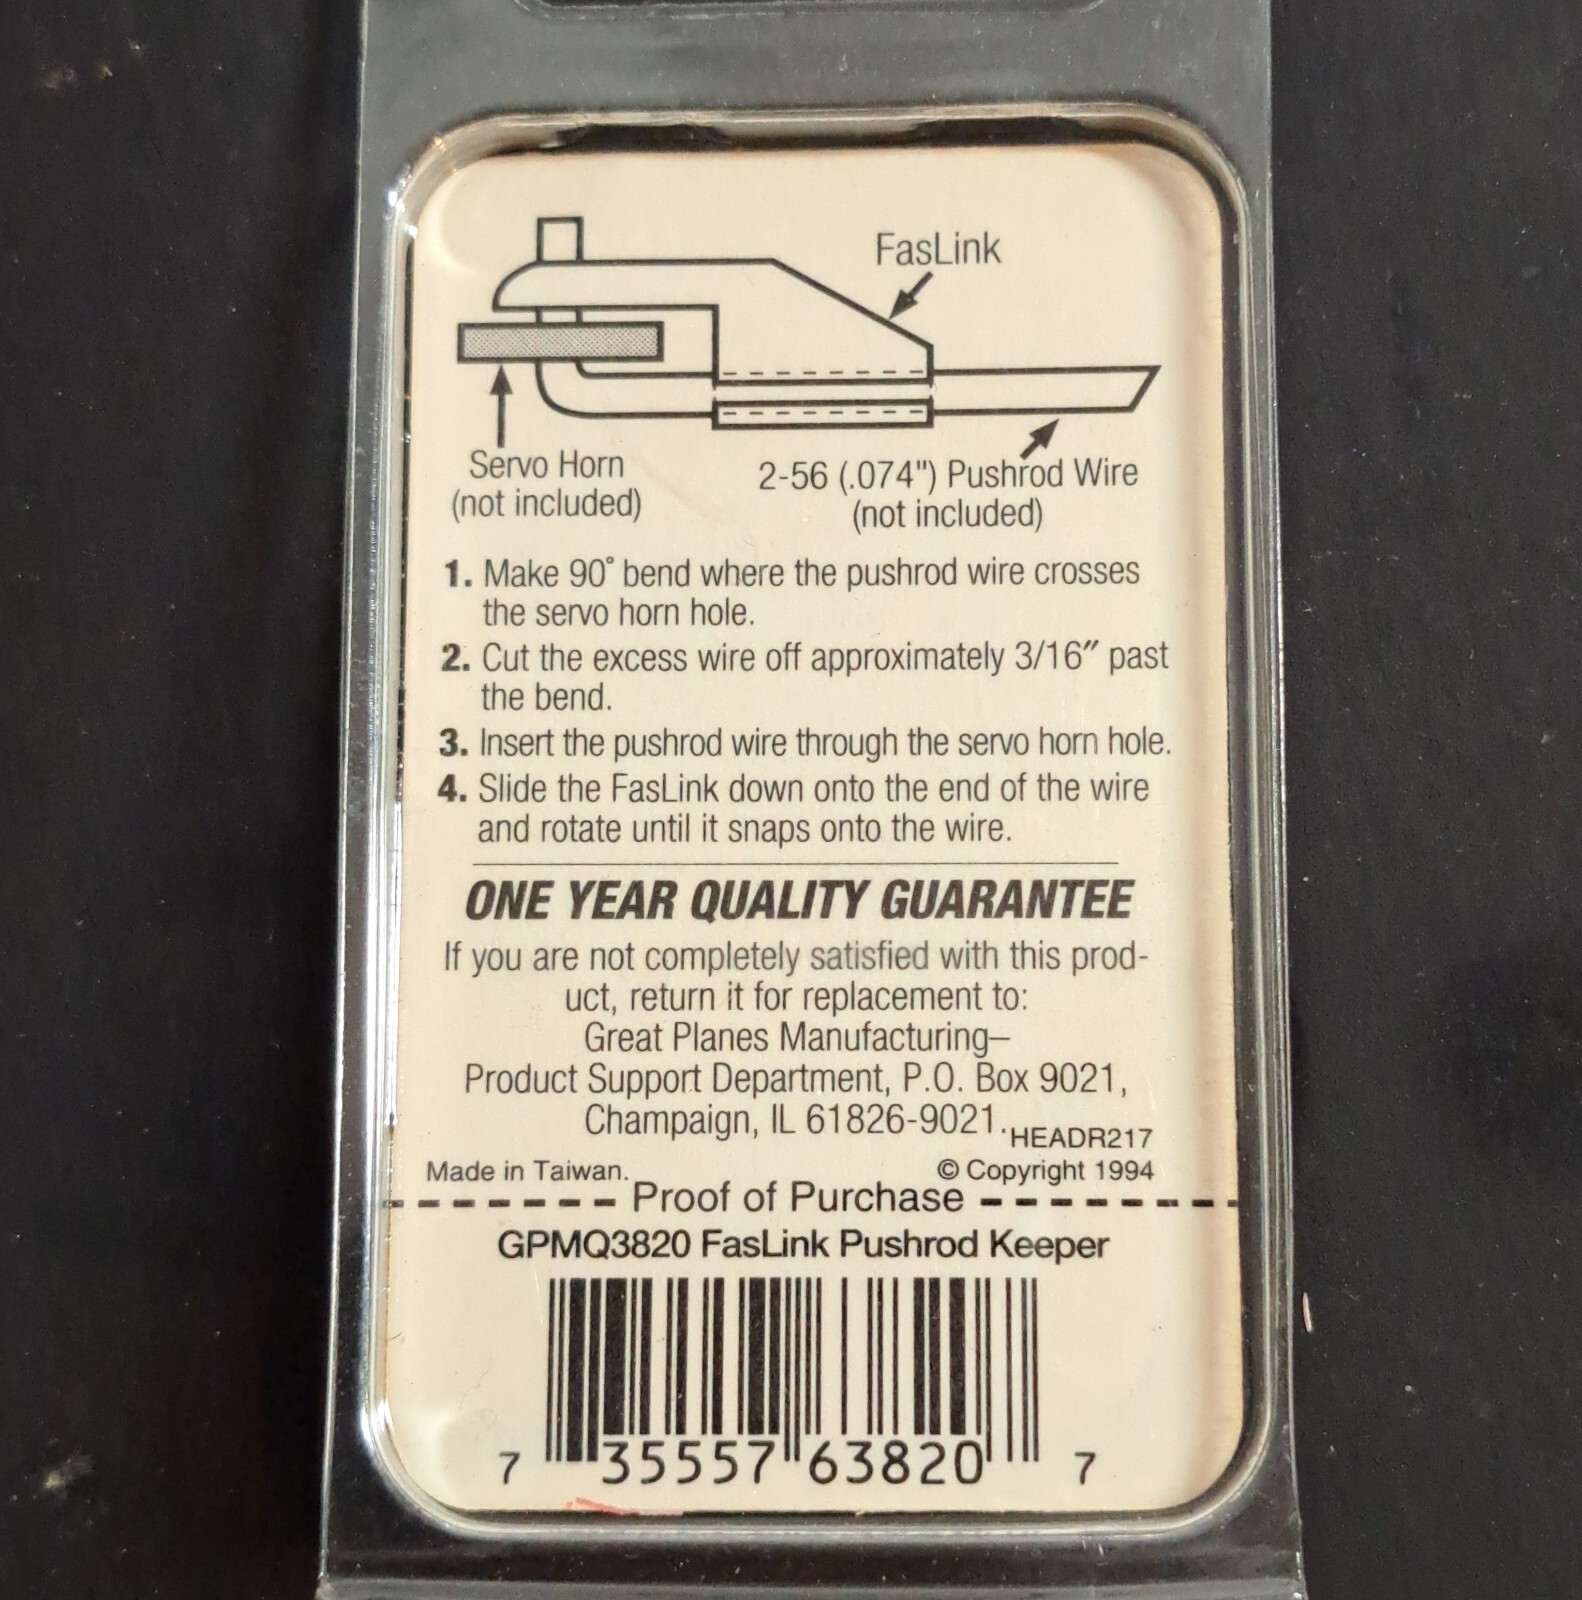 FasLink
Servo Horn
(not included)
2-56 (.074") Pushrod Wire
(not included)
1. Make 90° bend where the pushrod wire crosses
the servo horn hole.
2. Cut the excess wire off approximately 3/16″ past
the bend.
3. Insert the pushrod wire through the servo horn hole.
4. Slide the FasLink down onto the end of the wire
and rotate until it snaps onto the wire.
ONE YEAR QUALITY GUARANTEE
If you are not completely satisfied with this prod-
uct, return it for replacement to:
Great Planes Manufacturing–
Product Support Department, P.O. Box 9021,
Champaign, IL 61826-9021.
HEADR217
Made in Taiwan.
© Copyright 1994
Proof of Purchase
GPMQ3820 FasLink Pushrod Keeper
7 35557 63820 7